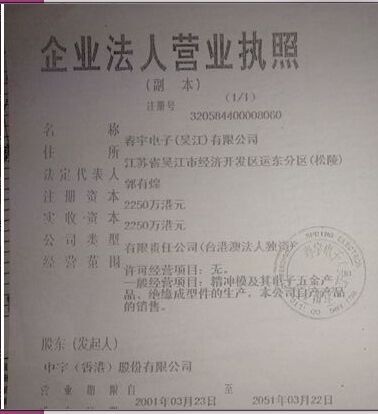 企业法人营业执照
(副 本)
(1/1)
注册号
320584400008060
名 称
睿宇电子(吴江)有限公司
住 所
江苏省吴江市经济开发区运东分区(松陵)
法定代表人
郭有煌
注册资本
2250万港元
实收资本
2250万港元
公司类型
有限责任公司(台港澳法人独资)
经营范围
许可经营项目：无。
一般经营项目：精冲模及其电子五金产
品、绝缘成型件的生产，本公司自产产品
的销售。
股东(发起人)
中宇(香港)股份有限公司
营业期限自 至
2001年03月23日 2051年03月22日